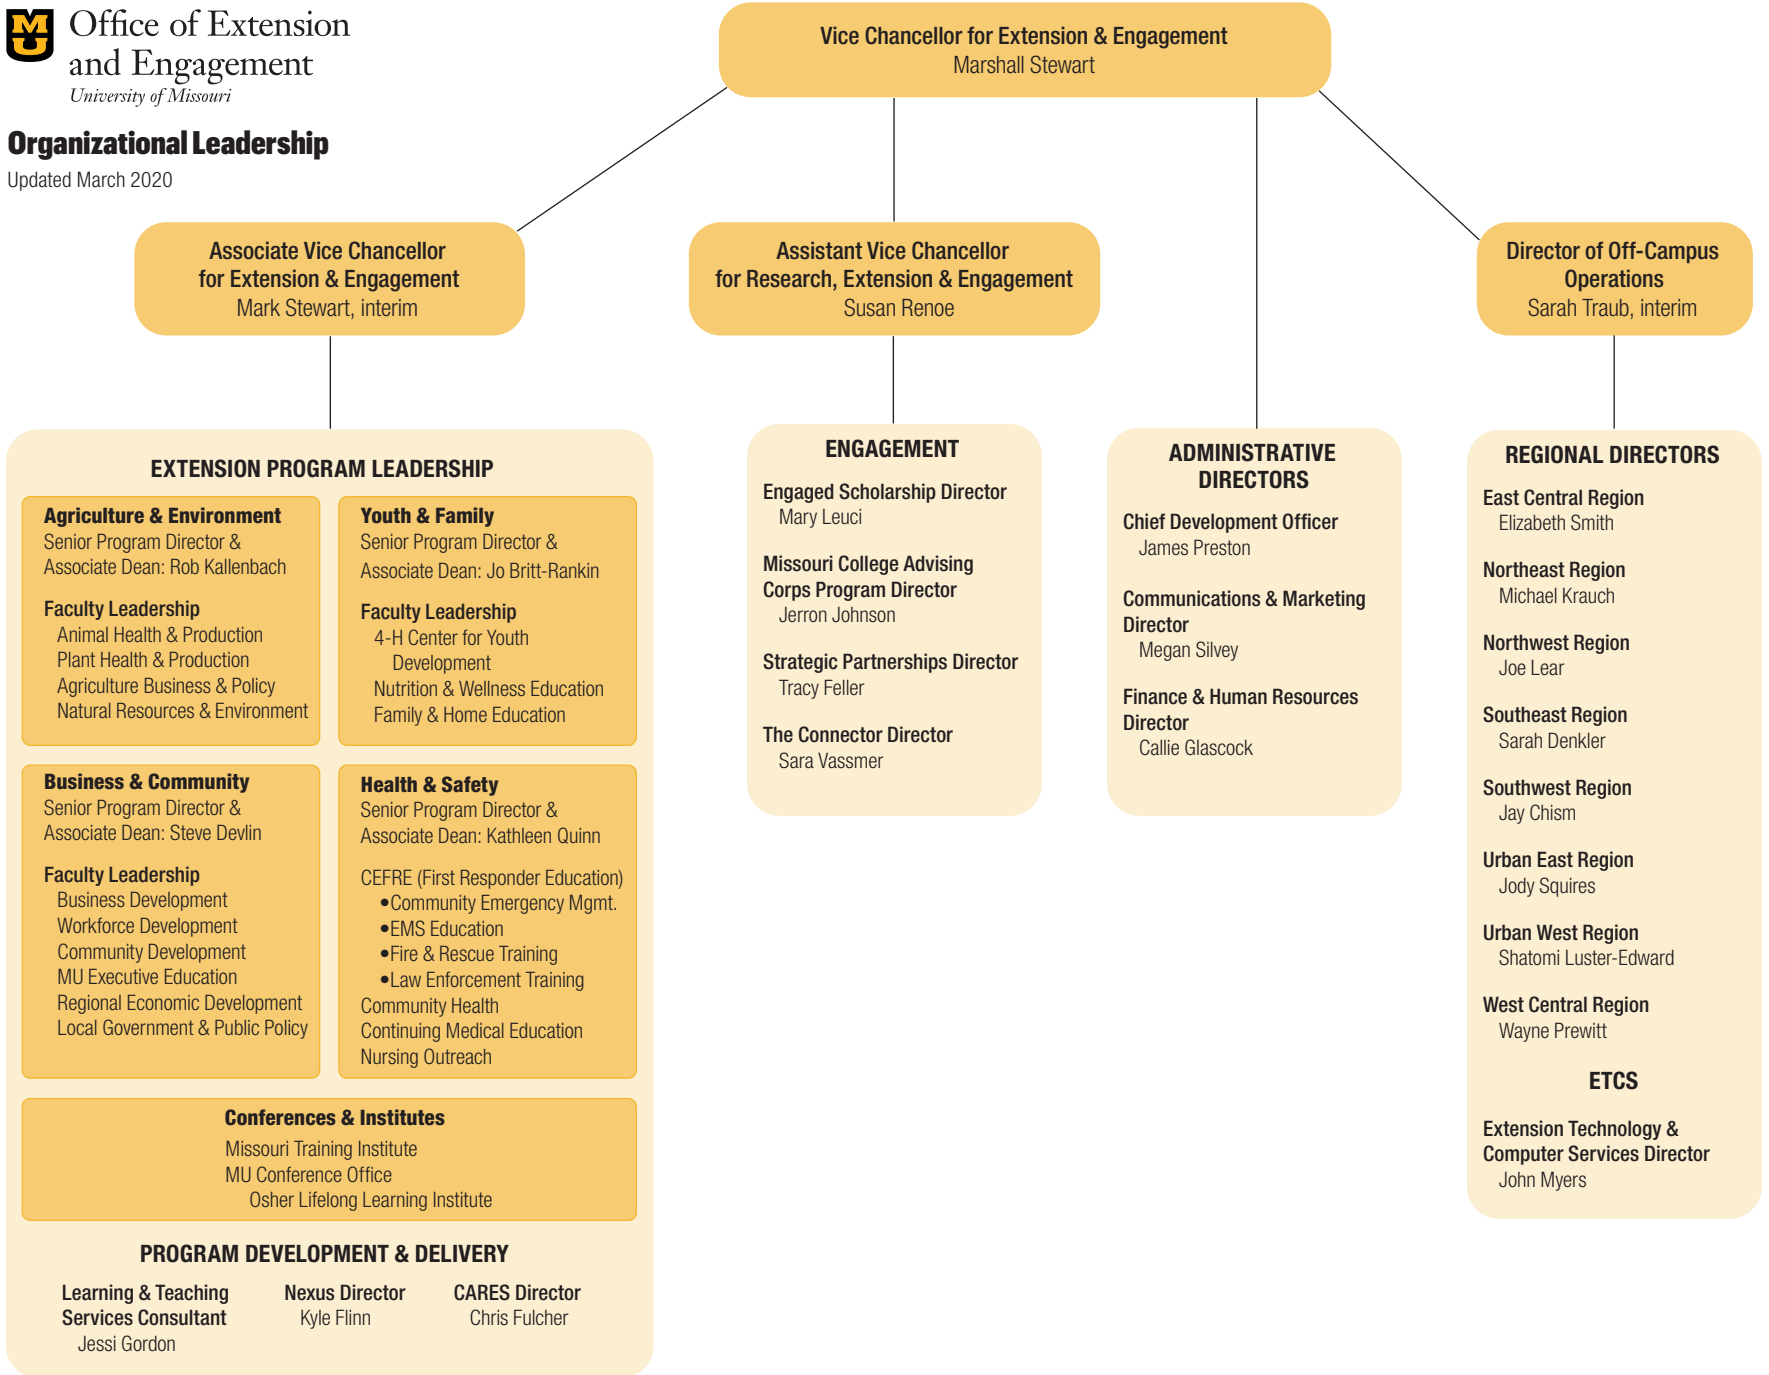 MU
Office of Extension
and Engagement
University of Missouri
Organizational Leadership
Updated March 2020
Vice Chancellor for Extension & Engagement
Marshall Stewart
Associate Vice Chancellor
for Extension & Engagement
Mark Stewart, interim
Assistant Vice Chancellor
for Research, Extension & Engagement
Susan Renoe
Director of Off-Campus
Operations
Sarah Traub, interim
EXTENSION PROGRAM LEADERSHIP
Agriculture & Environment
Senior Program Director &
Associate Dean: Rob Kallenbach
Faculty Leadership
Animal Health & Production
Plant Health & Production
Agriculture Business & Policy
Natural Resources & Environment
Youth & Family
Senior Program Director &
Associate Dean: Jo Britt-Rankin
Faculty Leadership
4-H Center for Youth
Development
Nutrition & Wellness Education
Family & Home Education
Business & Community
Senior Program Director &
Associate Dean: Steve Devlin
Faculty Leadership
Business Development
Workforce Development
Community Development
MU Executive Education
Regional Economic Development
Local Government & Public Policy
Health & Safety
Senior Program Director &
Associate Dean: Kathleen Quinn
CEFRE (First Responder Education)
•Community Emergency Mgmt.
•EMS Education
•Fire & Rescue Training
•Law Enforcement Training
Community Health
Continuing Medical Education
Nursing Outreach
Conferences & Institutes
Missouri Training Institute
MU Conference Office
Osher Lifelong Learning Institute
PROGRAM DEVELOPMENT & DELIVERY
Learning & Teaching
Services Consultant
Jessi Gordon
Nexus Director
Kyle Flinn
CARES Director
Chris Fulcher
ENGAGEMENT
Engaged Scholarship Director
Mary Leuci
Missouri College Advising
Corps Program Director
Jerron Johnson
Strategic Partnerships Director
Tracy Feller
The Connector Director
Sara Vassmer
ADMINISTRATIVE
DIRECTORS
Chief Development Officer
James Preston
Communications & Marketing
Director
Megan Silvey
Finance & Human Resources
Director
Callie Glascock
REGIONAL DIRECTORS
East Central Region
Elizabeth Smith
Northeast Region
Michael Krauch
Northwest Region
Joe Lear
Southeast Region
Sarah Denkler
Southwest Region
Jay Chism
Urban East Region
Jody Squires
Urban West Region
Shatomi Luster-Edward
West Central Region
Wayne Prewitt
ETCS
Extension Technology &
Computer Services Director
John Myers